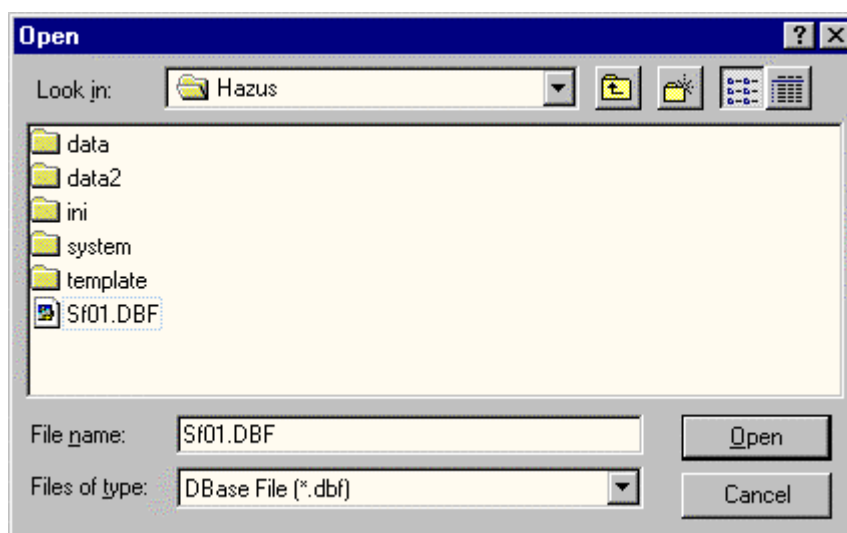 Open
Look in: Hazus
data
data2
ini
system
template
Sf01.DBF
File name: Sf01.DBF Open
Files of type: DBase File (*.dbf) Cancel